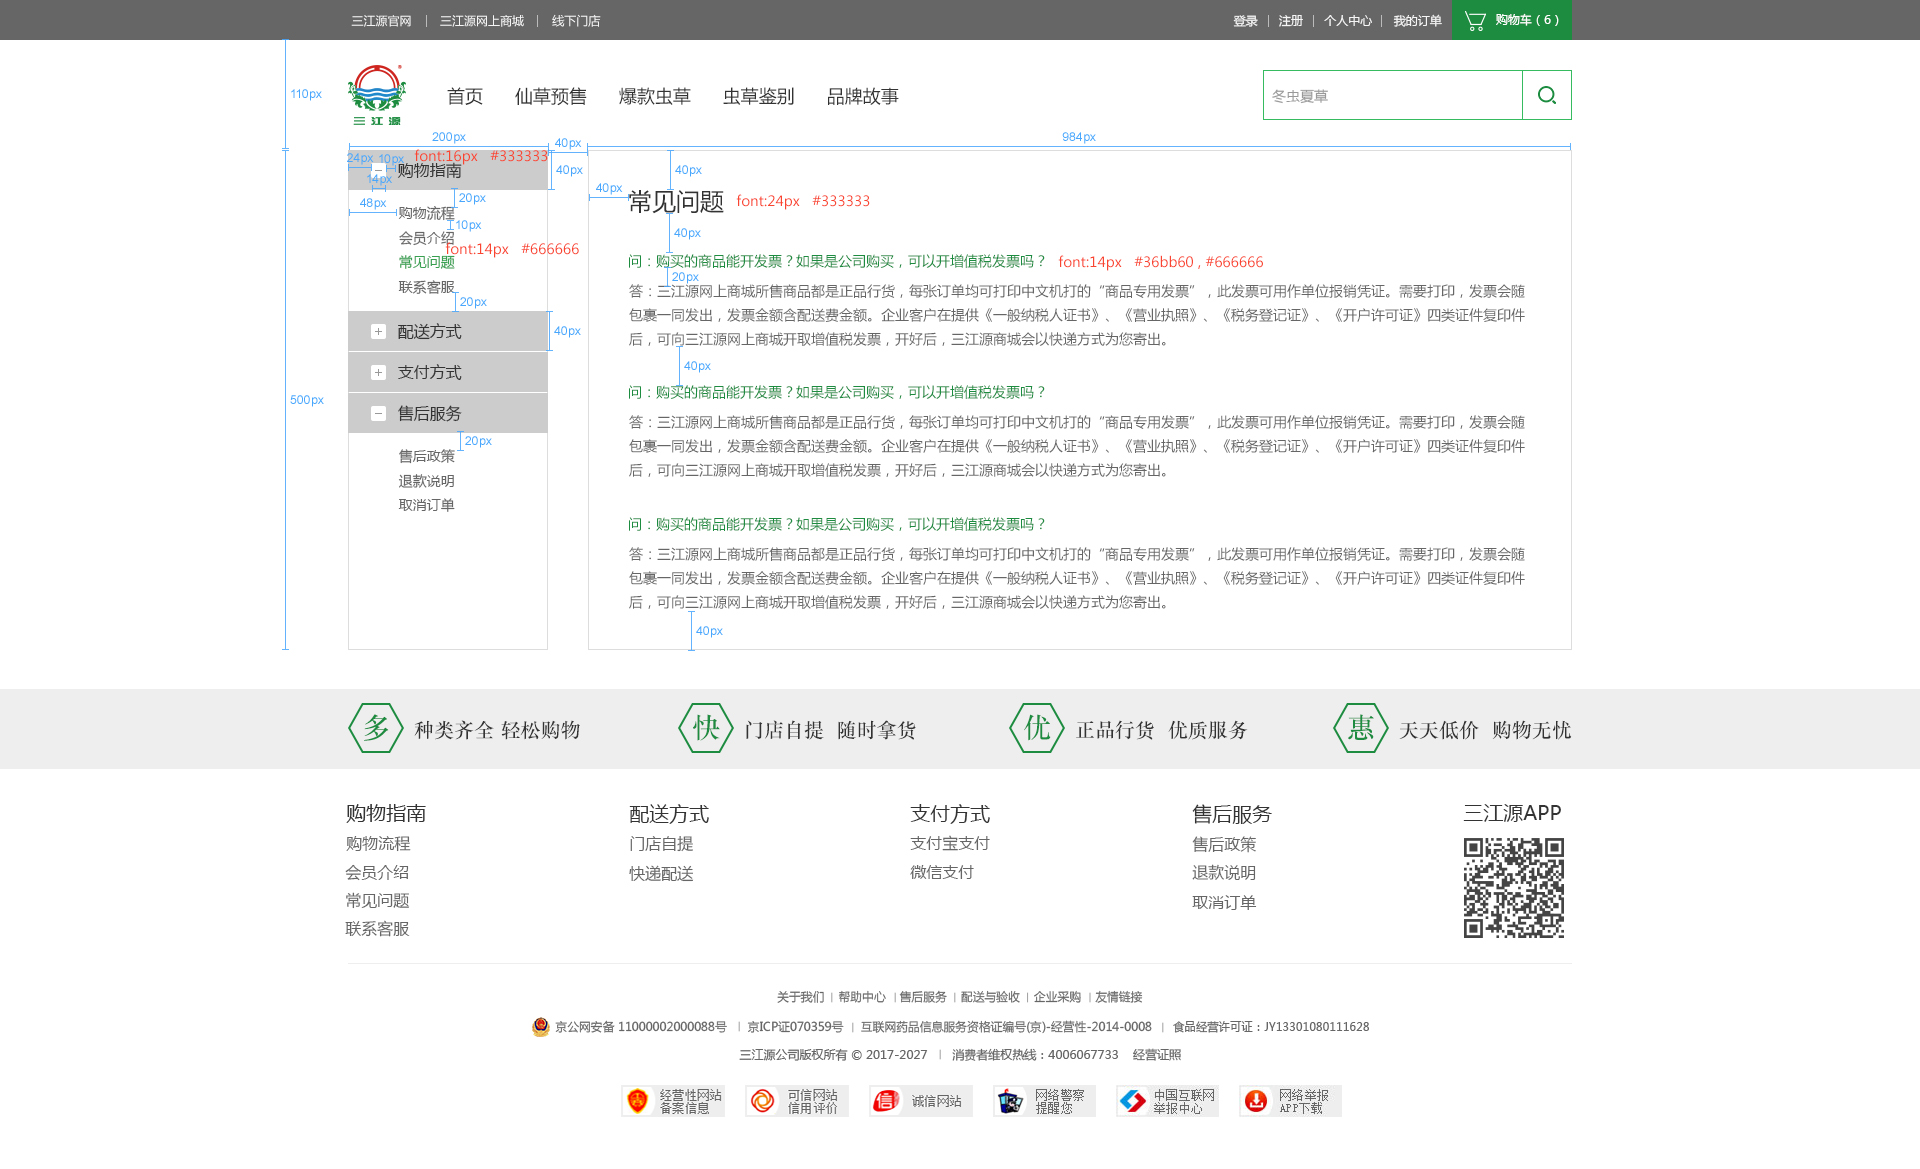 三江源官网 | 三江源网上商城 | 线下门店
登录 | 注册 | 个人中心 | 我的订单 购物车（6）
110px
三江源
首页 仙草预售 爆款虫草 虫草鉴别 品牌故事
冬虫夏草
200px 40px 984px
24px 10px font:16px #333333
购物指南 40px 40px
14px
48px 20px 40px
常见问题 font:24px #333333
购物流程
10px 40px
会员介绍
font:14px #666666
常见问题
问：购买的商品能开发票？如果是公司购买，可以开增值税发票吗？ font:14px #36bb60 , #666666
20px
联系客服
20px
答：三江源网上商城所售商品都是正品行货，每张订单均可打印中文机打的“商品专用发票”，此发票可用作单位报销凭证。需要打印，发票会随
包裹一同发出，发票金额含配送费金额。企业客户在提供《一般纳税人证书》、《营业执照》、《税务登记证》、《开户许可证》四类证件复印件
后，可向三江源网上商城开取增值税发票，开好后，三江源商城会以快递方式为您寄出。
配送方式 40px
40px
支付方式
500px
问：购买的商品能开发票？如果是公司购买，可以开增值税发票吗？
售后服务
答：三江源网上商城所售商品都是正品行货，每张订单均可打印中文机打的“商品专用发票”，此发票可用作单位报销凭证。需要打印，发票会随
包裹一同发出，发票金额含配送费金额。企业客户在提供《一般纳税人证书》、《营业执照》、《税务登记证》、《开户许可证》四类证件复印件
后，可向三江源网上商城开取增值税发票，开好后，三江源商城会以快递方式为您寄出。
20px
售后政策
退款说明
取消订单
问：购买的商品能开发票？如果是公司购买，可以开增值税发票吗？
答：三江源网上商城所售商品都是正品行货，每张订单均可打印中文机打的“商品专用发票”，此发票可用作单位报销凭证。需要打印，发票会随
包裹一同发出，发票金额含配送费金额。企业客户在提供《一般纳税人证书》、《营业执照》、《税务登记证》、《开户许可证》四类证件复印件
后，可向三江源网上商城开取增值税发票，开好后，三江源商城会以快递方式为您寄出。
40px
多 种类齐全 轻松购物 快 门店自提 随时拿货 优 正品行货 优质服务 惠 天天低价 购物无忧
购物指南
购物流程
会员介绍
常见问题
联系客服
配送方式
门店自提
快递配送
支付方式
支付宝支付
微信支付
售后服务
售后政策
退款说明
取消订单
三江源APP
关于我们 | 帮助中心 | 售后服务 | 配送与验收 | 企业采购 | 友情链接
京公网安备 11000002000088号 | 京ICP证070359号 | 互联网药品信息服务资格证编号(京)-经营性-2014-0008 | 食品经营许可证：JY13301080111628
三江源公司版权所有 © 2017-2027 | 消费者维权热线：4006067733 经营证照
经营性网站
备案信息
可信网站
信用评价
信 诚信网站
网络警察
提醒您
中国互联网
举报中心
网络举报
APP下载